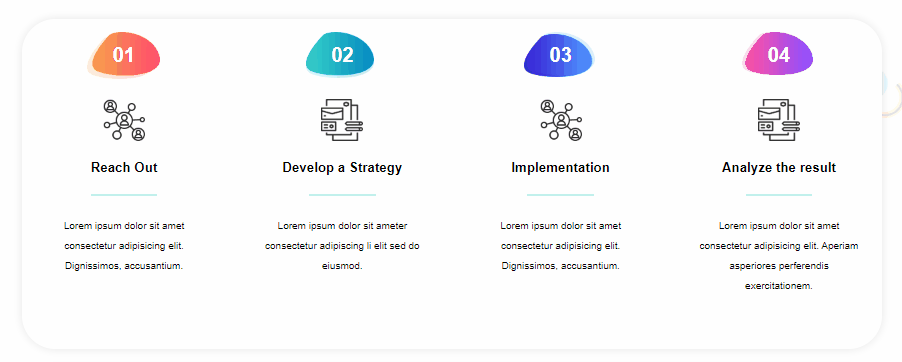 01
Reach Out
Lorem ipsum dolor sit amet
consectetur adipisicing elit.
Dignissimos, accusantium.
02
Develop a Strategy
Lorem ipsum dolor sit ameter
consectetur adipiscing li elit sed do
eiusmod.
03
Implementation
Lorem ipsum dolor sit amet
consectetur adipisicing elit.
Dignissimos, accusantium.
04
Analyze the result
Lorem ipsum dolor sit amet
consectetur adipisicing elit. Aperiam
asperiores perferendis
exercitationem.